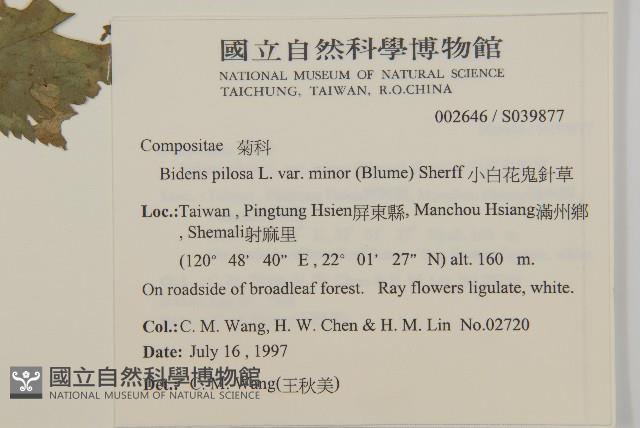 國立自然科學博物館
NATIONAL MUSEUM OF NATURAL SCIENCE
TAICHUNG, TAIWAN, R.O.CHINA
002646 / S039877
Compositae 菊科
Bidens pilosa L. var. minor (Blume) Sherff 小白花鬼針草
Loc.:Taiwan , Pingtung Hsien屏東縣, Manchou Hsiang滿州鄉
, Shemali射麻里
(120° 48' 40" E , 22° 01' 27" N) alt. 160 m.
On roadside of broadleaf forest. Ray flowers ligulate, white.
Col.: C. M. Wang, H. W. Chen & H. M. Lin No.02720
Date: July 16 , 1997
Det.: C. M. Wang(王秋美)
國立自然科學博物館
NATIONAL MUSEUM OF NATURAL SCIENCE